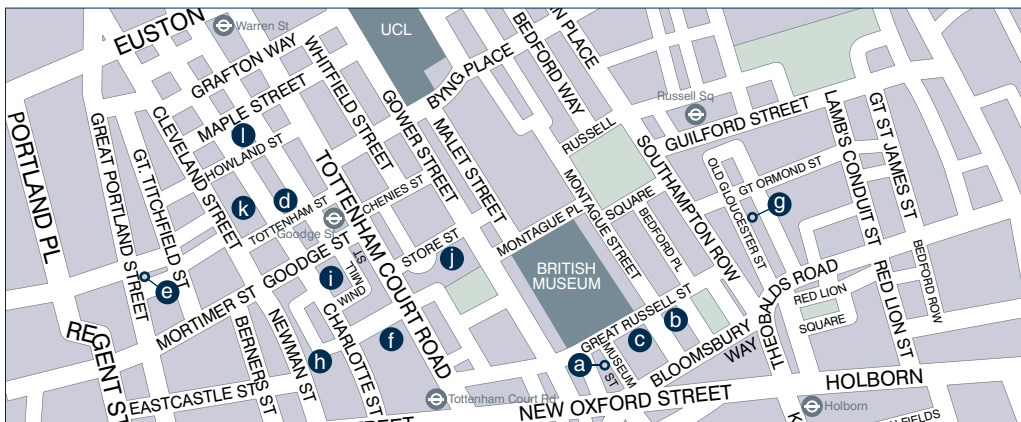 EUSTON
Warren St
UCL
GRAFTON WAY
WHITFIELD STREET
MAPLE STREET
BYNG PLACE
BEDFORD WAY
N PLACE
Russell Sq
GUILFORD STREET
LAMB'S CONDUIT ST
GT ST JAMES ST
BEDFORD ROW
PORTLAND PL
GREAT PORTLAND STREET
GT. TITCHFIELD ST
CLEVELAND STREET
HOWLAND ST
l
k
d
TOTTENHAM ST
Goodge St
TOTTENHAM COURT ROAD
CHENIES ST
GOWER STREET
MALET STREET
RUSSELL
SQUARE
MONTAGUE STREET
MONTAGUE PL
BEDFORD PL
SOUTHAMPTON ROW
OLD GLOUCESTER ST
GT ORMOND ST
g
e
MORTIMER ST
GOODGE ST
i
WIND
MILL ST
STORE ST
j
BRITISH
MUSEUM
GREAT RUSSELL ST
b
c
a
MUSEUM
ST
BLOOMSBURY
WAY
THEOBALDS ROAD
RED LION
SQUARE
RED LION ST
REGENT ST
BERNERS ST
NEWMAN ST
h
CHARLOTTE ST
f
EASTCASTLE ST
Tottenham Court Rd
NEW OXFORD STREET
HOLBORN
Holborn
K
FIELDS